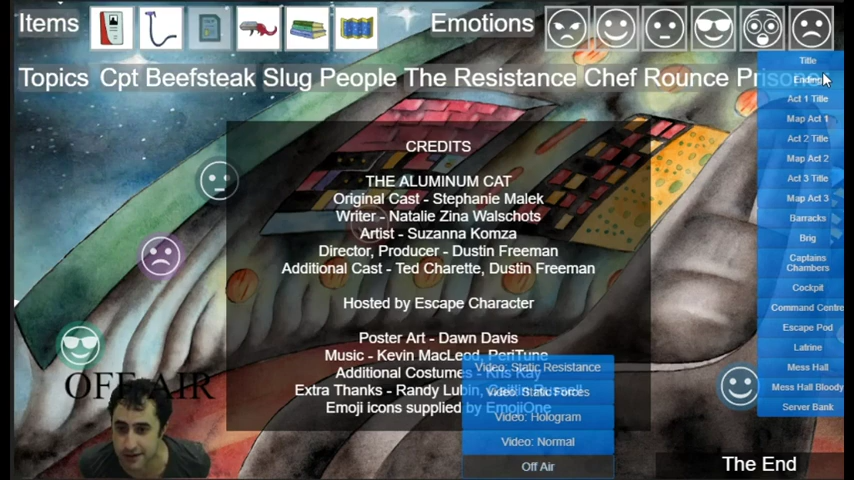 Items
Emotions
Topics Cpt Beefsteak Slug People The Resistance Chef Rounce
Title
Ending
Act 1 Title
Map Act 1
Act 2 Title
Map Act 2
Act 3 Title
Map Act 3
Barracks
Brig
Captains
Chambers
Cockpit
Command Centre
Escape Pod
Latrine
Mess Hall
Mess Hall Bloody
Server Bank
CREDITS
THE ALUMINUM CAT
Original Cast - Stephanie Malek
Writer - Natalie Zina Walschots
Artist - Suzanna Komza
Director, Producer - Dustin Freeman
Additional Cast - Ted Charette, Dustin Freeman
Hosted by Escape Character
Poster Art - Dawn Davis
Music - Kevin MacLeod, PeriTune
Additional Costumes - Kris Kay
Extra Thanks - Randy Lubin,
Emoji icons supplied by EmojiOne
Video: Static Resistance
Video: Static Forces
Video: Hologram
Video: Normal
Off Air
OFF AIR
The End